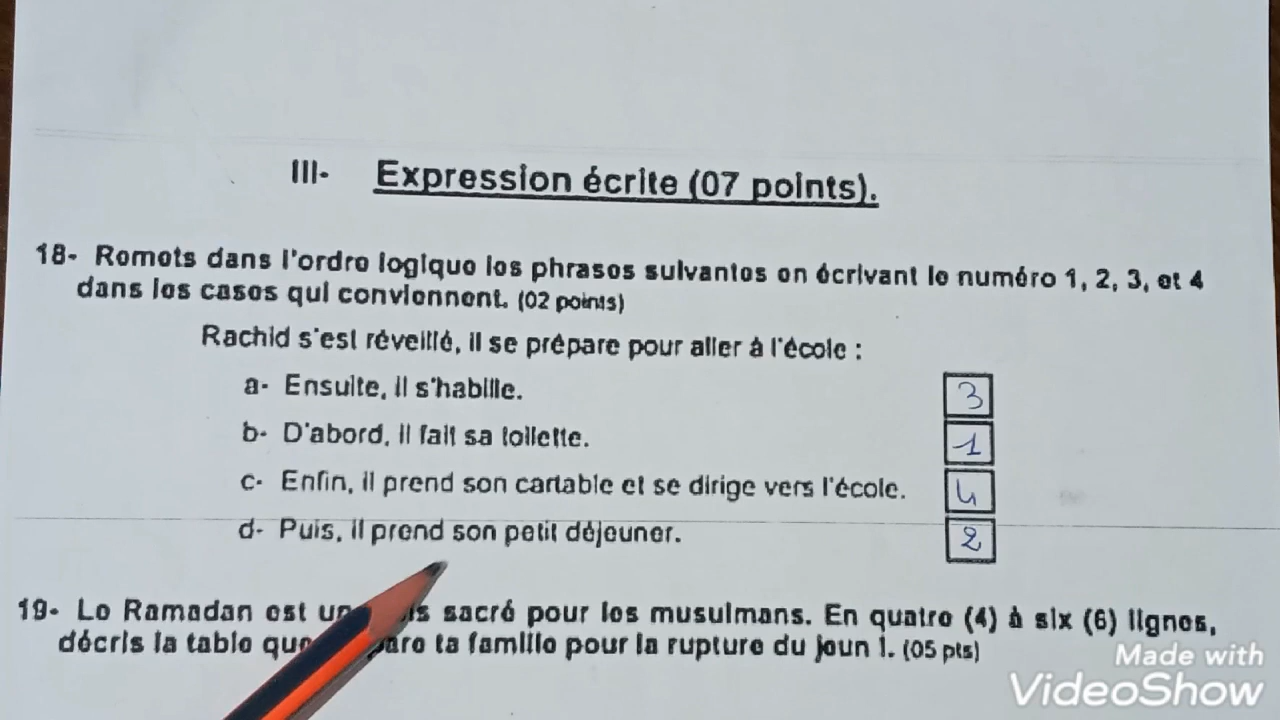 III- Expression écrite (07 points).
18- Remets dans l'ordre logique les phrases suivantes en écrivant le numéro 1, 2, 3, et 4
dans les cases qui conviennent. (02 points)
Rachid s'est réveillé, il se prépare pour aller à l'école :
a- Ensuite, il s'habille. 3
b- D'abord, il fait sa toilette. 1
c- Enfin, il prend son cartable et se dirige vers l'école. 4
d- Puis, il prend son petit déjeuner. 2
19- Le Ramadan est un sacré pour les musulmans. En quatre (4) à six (6) lignes,
décris la table ta famille pour la rupture du jeun 1. (05 pts)
Made with
VideoShow